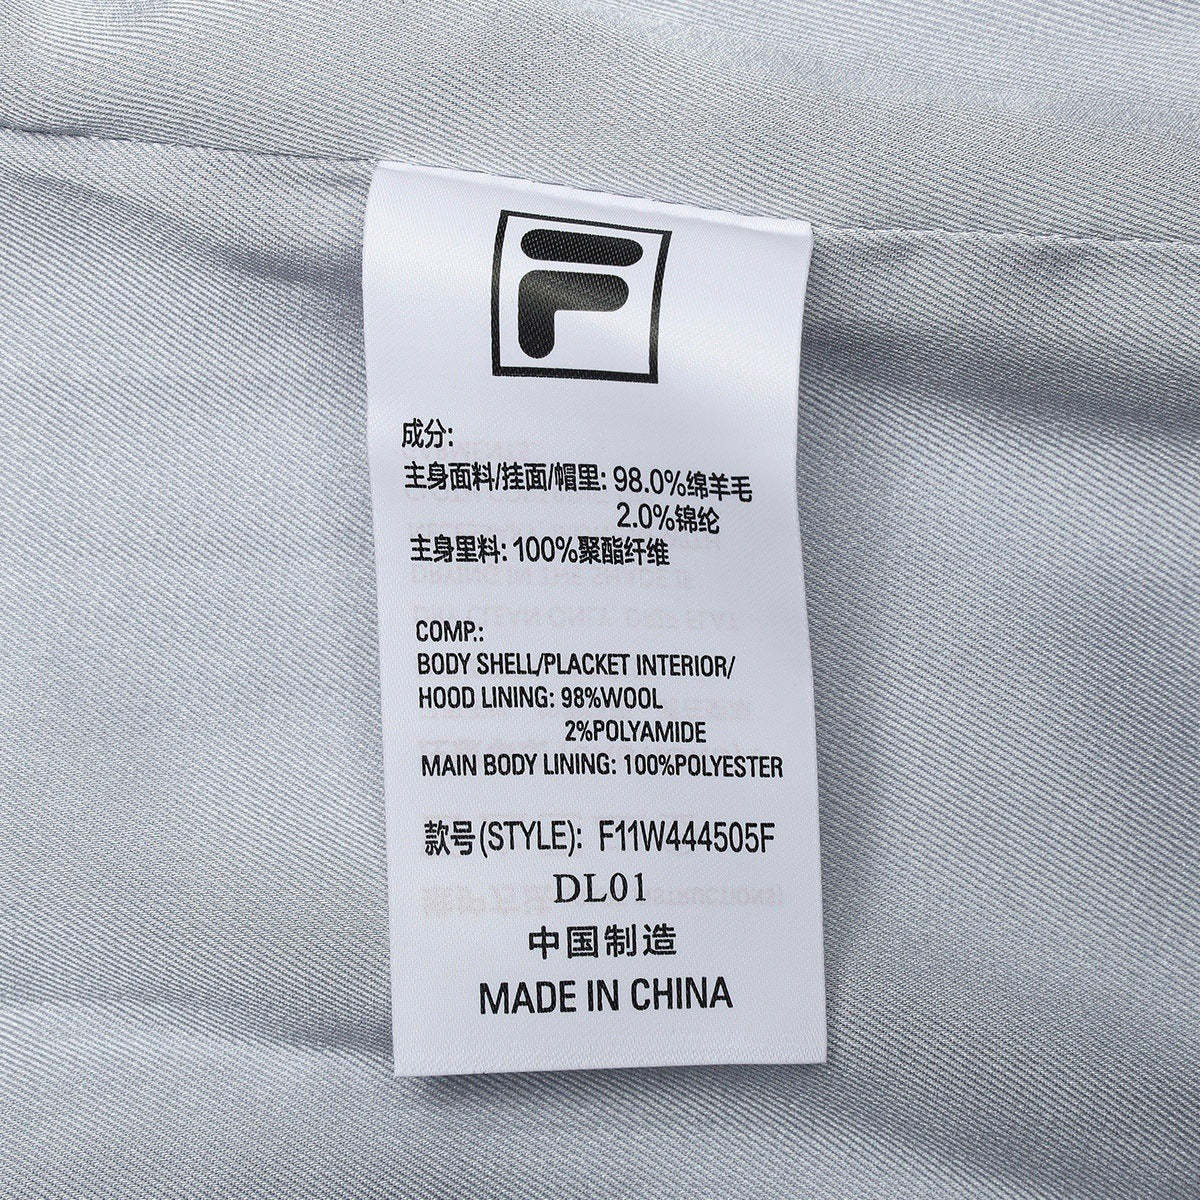 F
成分:
主身面料/挂面/帽里: 98.0%绵羊毛
2.0%锦纶
主身里料: 100%聚酯纤维
COMP.:
BODY SHELL/PLACKET INTERIOR/
HOOD LINING: 98%WOOL
2%POLYAMIDE
MAIN BODY LINING: 100%POLYESTER
款号(STYLE): F11W444505F
DL01
中国制造
MADE IN CHINA